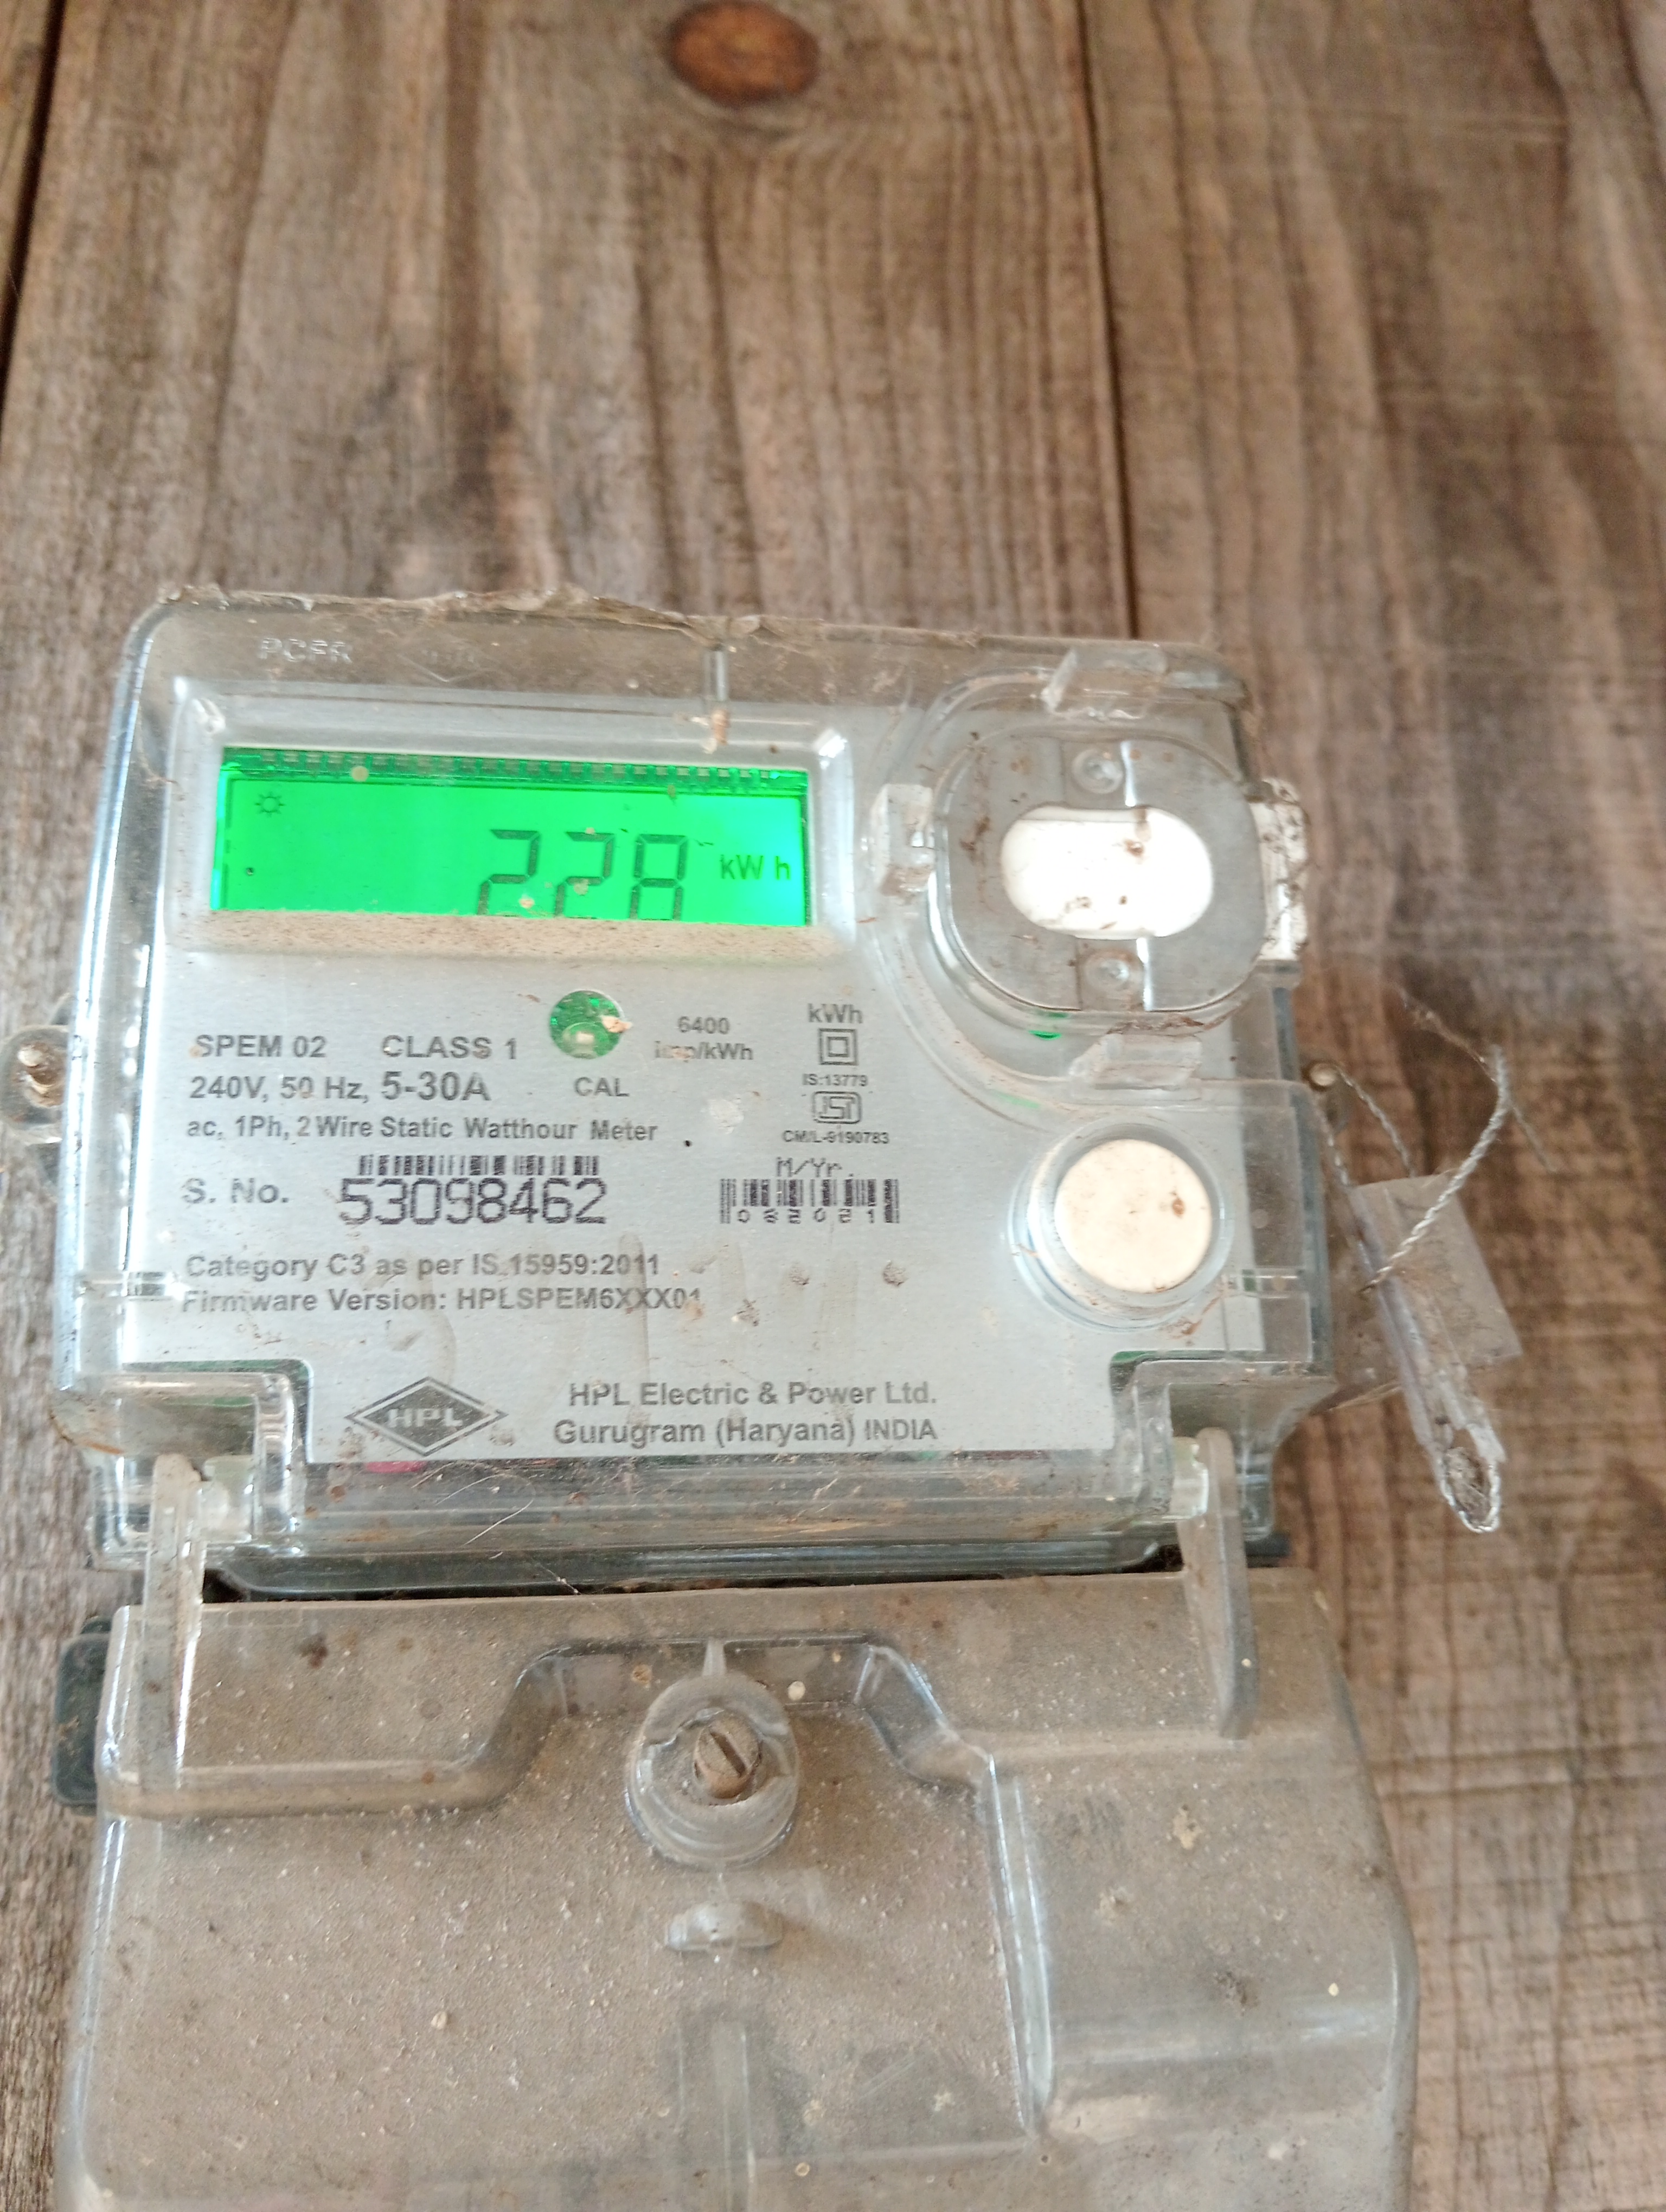 PCFR
228 kW h
SPEM 02 CLASS 1
6400
imp/kWh
kWh
240V, 50 Hz, 5-30A
CAL
IS:13779
ISI
ac, 1Ph, 2 Wire Static Watthour Meter
CM/L-9190783
M/Yr.
S. No. 53098462
Category C3 as per IS 15959:2011
Firmware Version: HPLSPEM6XXX01
HPL
HPL Electric & Power Ltd.
Gurugram (Haryana) INDIA